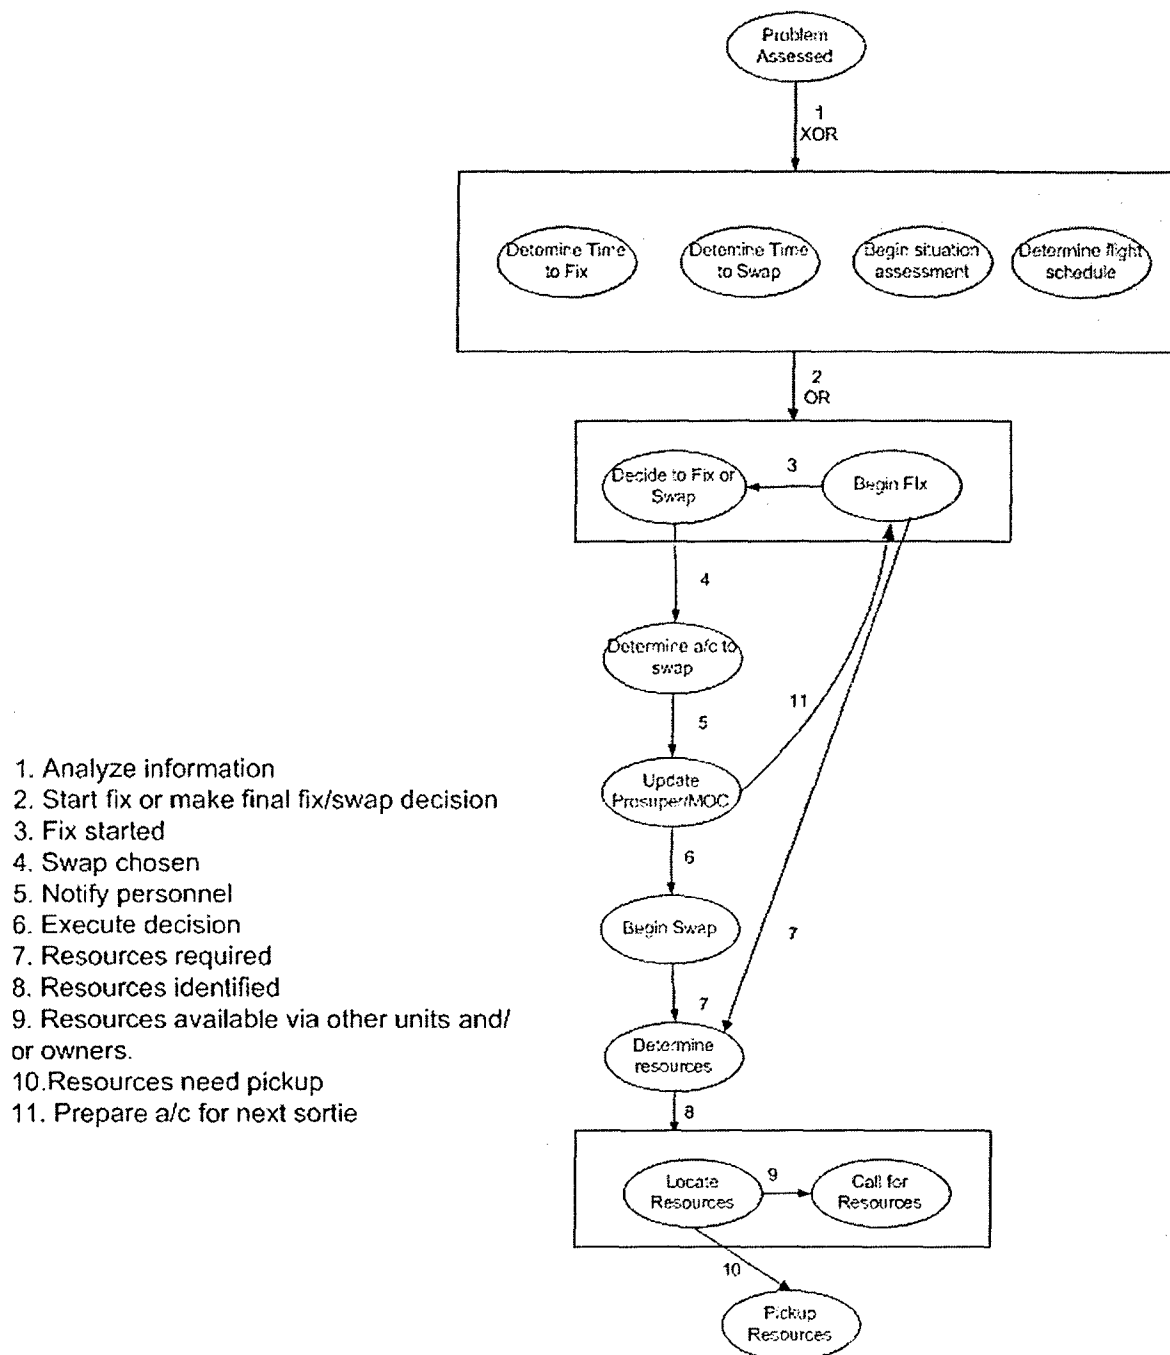 Problem
Assessed
1
XOR
Detemine Time
to Fix
Detemine Time
to Swap
Begin situation
assessment
Determine flight
schedule
2
OR
Decide to Fix or
Swap
3
Begin FIx
4
Determine a/c to
swap
5
11
Update
Prosuper/MOC
6
Begin Swap
7
7
Determine
resources
8
Locate
Resources
9
Call for
Resources
10
Pickup
Resources
1. Analyze information
2. Start fix or make final fix/swap decision
3. Fix started
4. Swap chosen
5. Notify personnel
6. Execute decision
7. Resources required
8. Resources identified
9. Resources available via other units and/
or owners.
10.Resources need pickup
11. Prepare a/c for next sortie